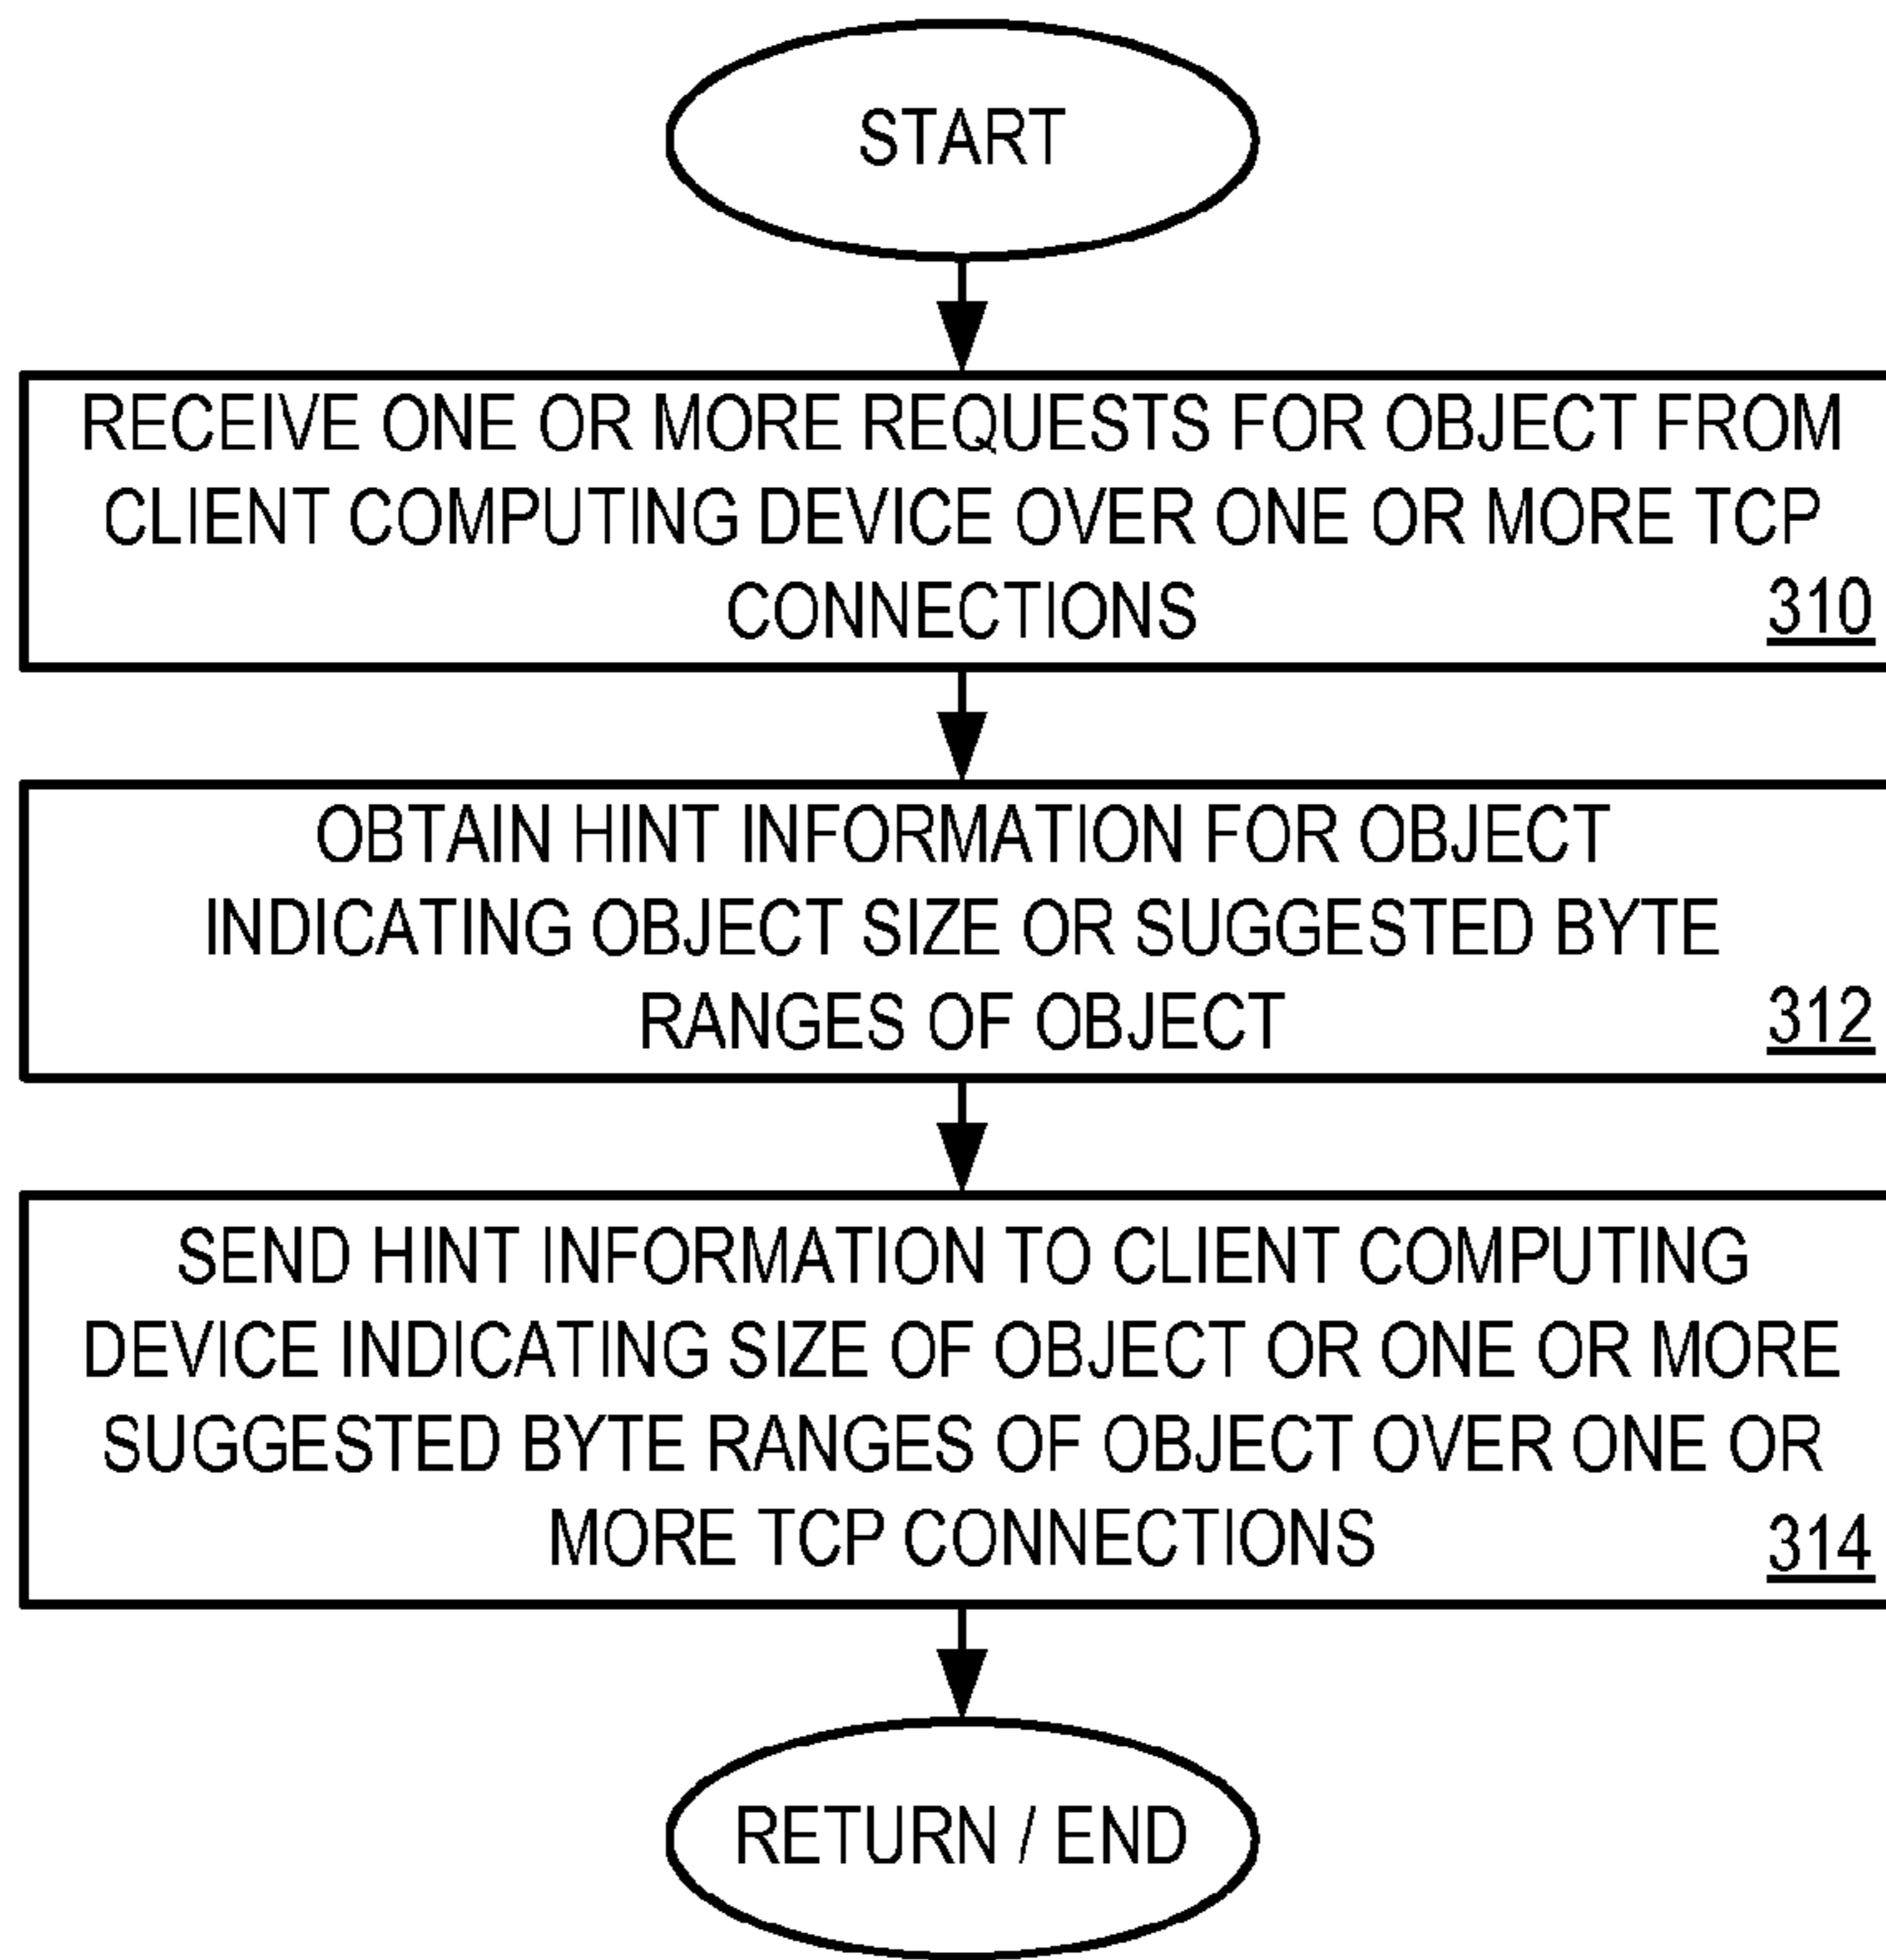 START
RECEIVE ONE OR MORE REQUESTS FOR OBJECT FROM
CLIENT COMPUTING DEVICE OVER ONE OR MORE TCP
CONNECTIONS
310
OBTAIN HINT INFORMATION FOR OBJECT
INDICATING OBJECT SIZE OR SUGGESTED BYTE
RANGES OF OBJECT
312
SEND HINT INFORMATION TO CLIENT COMPUTING
DEVICE INDICATING SIZE OF OBJECT OR ONE OR MORE
SUGGESTED BYTE RANGES OF OBJECT OVER ONE OR
MORE TCP CONNECTIONS
314
RETURN / END